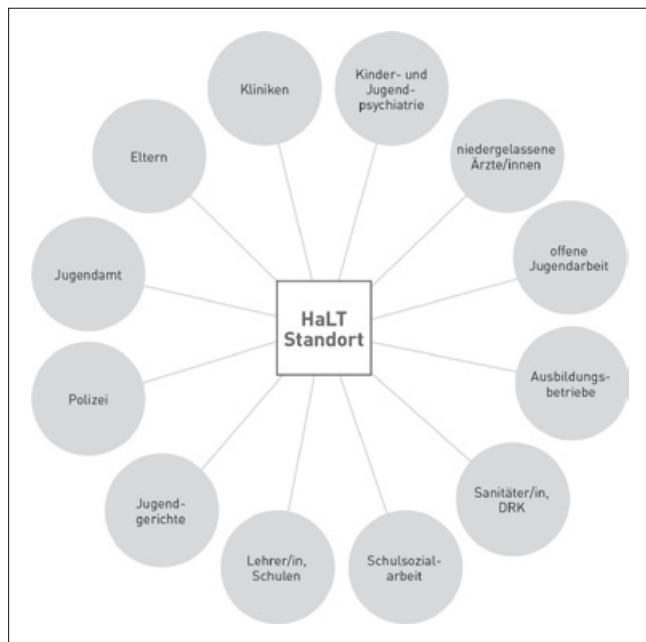 Kliniken
Kinder- und
Jugend-
psychiatrie
niedergelassene
Ärzte/innen
offene
Jugendarbeit
Ausbildungs-
betriebe
Sanitäter/in,
DRK
Schulsozial-
arbeit
Lehrer/in,
Schulen
Jugend-
gerichte
Polizei
Jugendamt
Eltern
HaLT
Standort